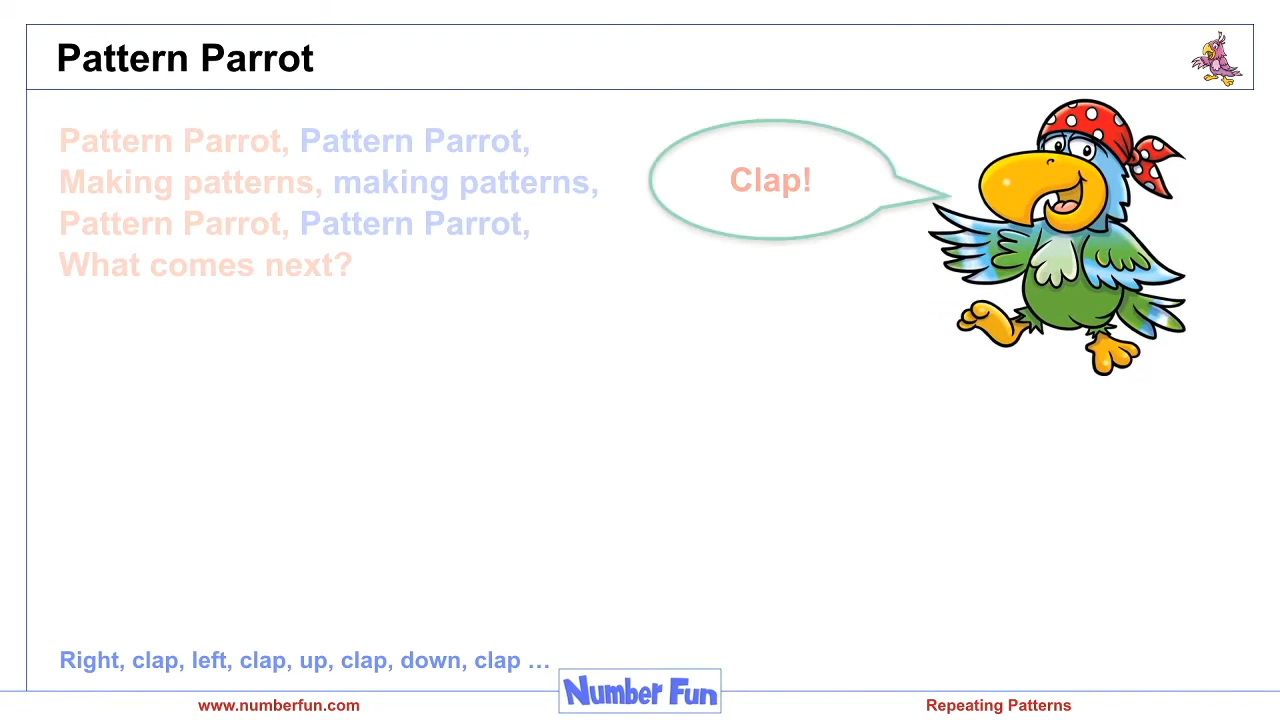 Pattern Parrot
Pattern Parrot, Pattern Parrot,
Making patterns, making patterns,
Pattern Parrot, Pattern Parrot,
What comes next?
Clap!
Right, clap, left, clap, up, clap, down, clap …
www.numberfun.com
Number Fun
Repeating Patterns